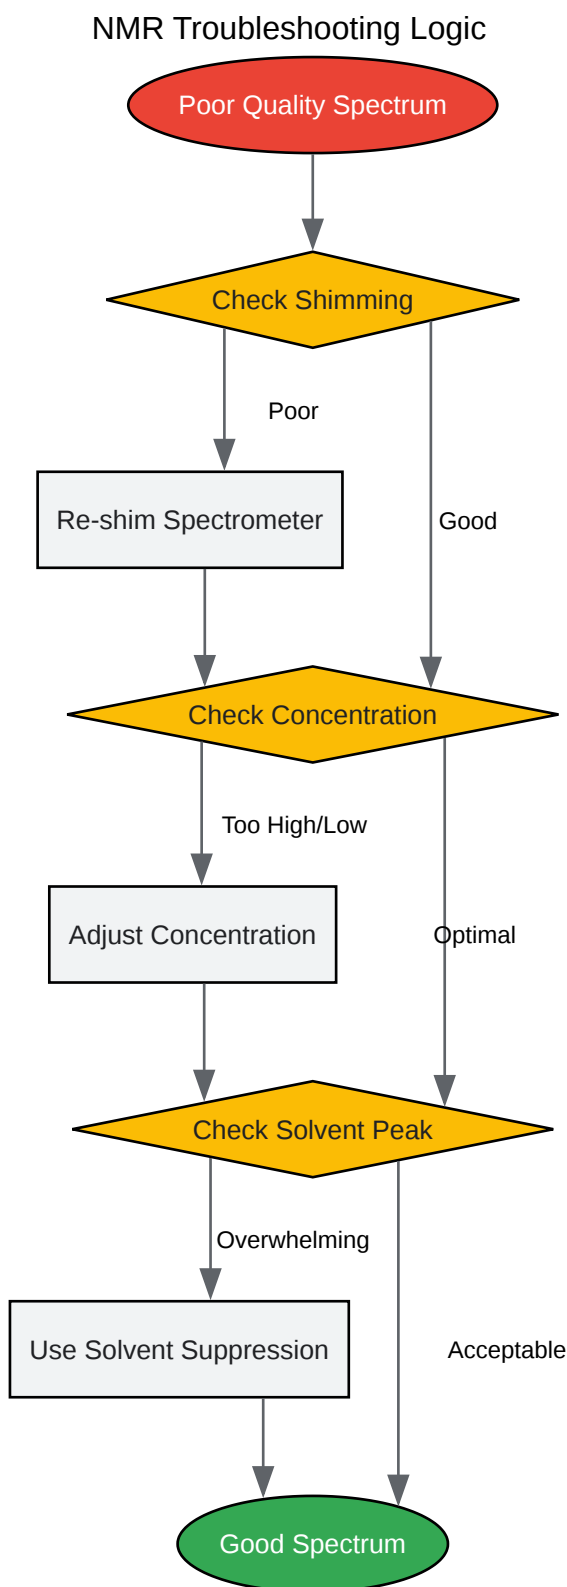 NMR Troubleshooting Logic
Poor Quality Spectrum
Check Shimming
Poor
Re-shim Spectrometer
Good
Check Concentration
Too High/Low
Adjust Concentration
Optimal
Check Solvent Peak
Overwhelming
Use Solvent Suppression
Acceptable
Good Spectrum